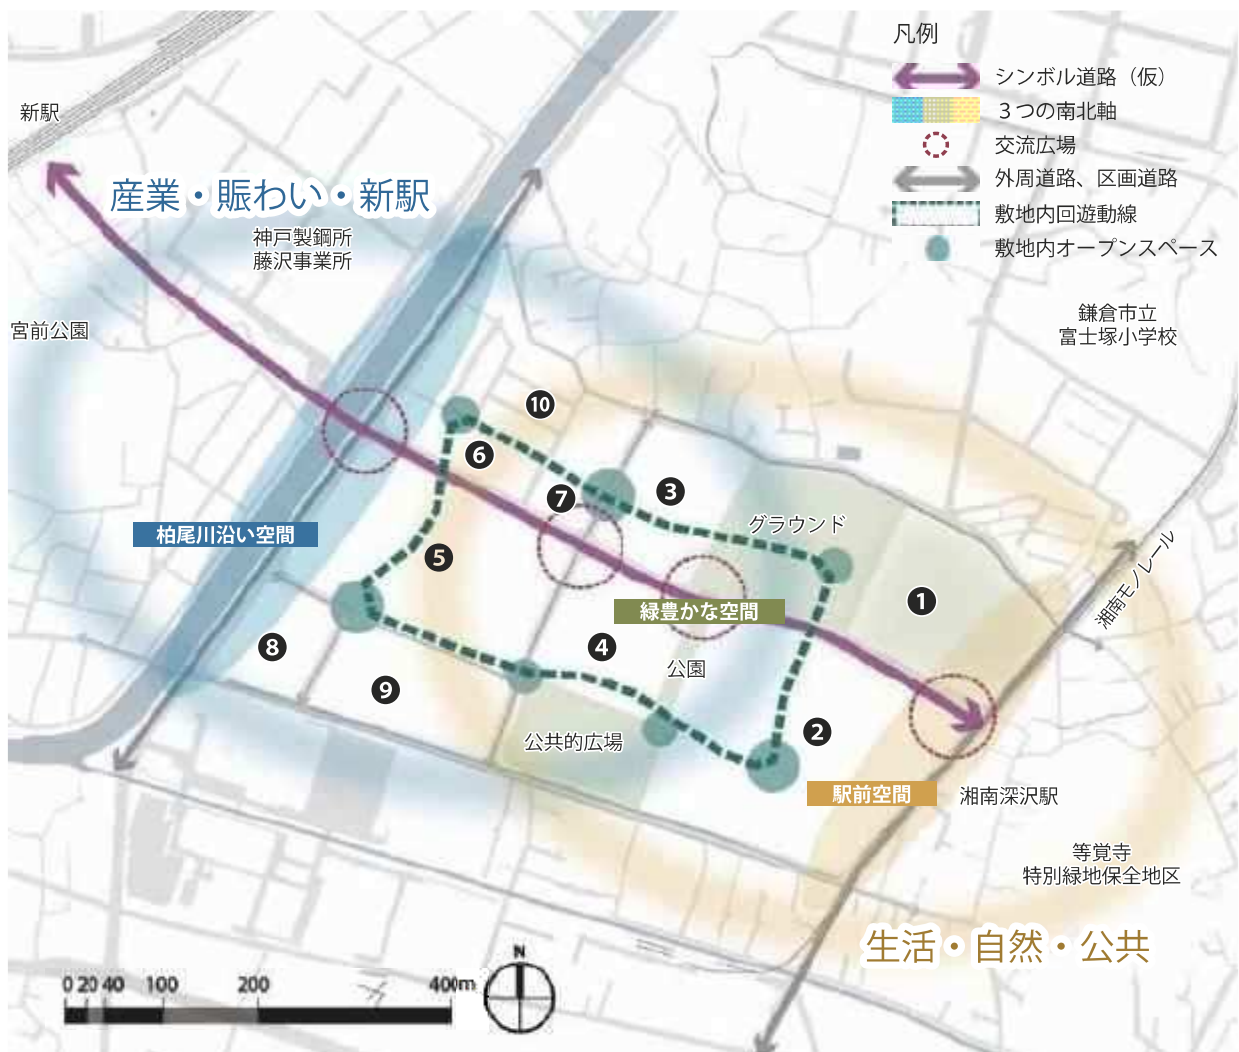 凡例
シンボル道路（仮）
３つの南北軸
交流広場
外周道路、区画道路
敷地内回遊動線
敷地内オープンスペース
新駅
産業・賑わい・新駅
神戸製鋼所
藤沢事業所
宮前公園
鎌倉市立
富士塚小学校
10
6
7
3
グラウンド
柏尾川沿い空間
5
湘南モノレール
1
緑豊かな空間
8
4
公園
9
公共的広場
2
駅前空間
湘南深沢駅
等覚寺
特別緑地保全地区
生活・自然・公共
N
0 20 40 100 200 400m